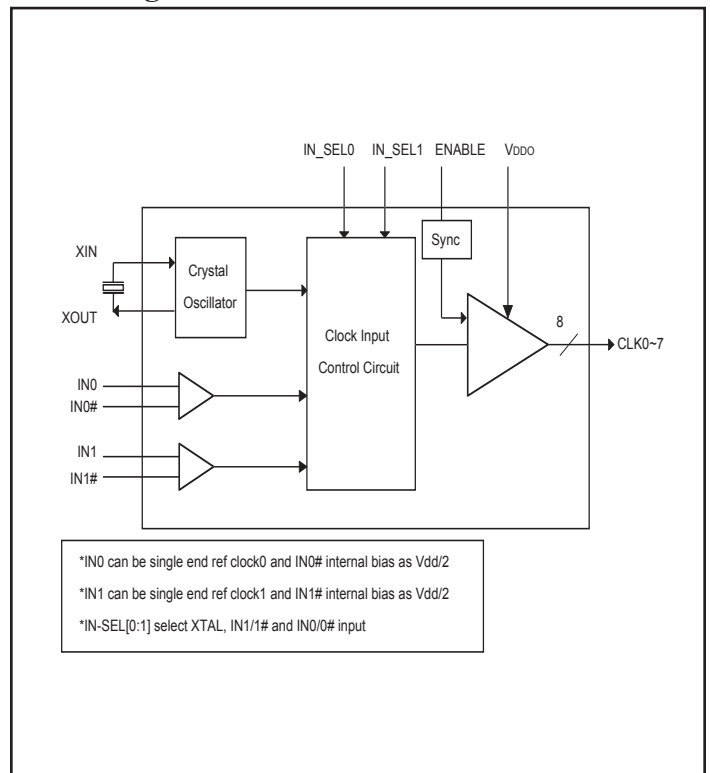 IN_SEL0 IN_SEL1 ENABLE VDDO
Sync
XIN
Crystal
Oscillator
XOUT
Clock Input
Control Circuit
8
CLK0~7
IN0
IN0#
IN1
IN1#
*IN0 can be single end ref clock0 and IN0# internal bias as Vdd/2
*IN1 can be single end ref clock1 and IN1# internal bias as Vdd/2
*IN-SEL[0:1] select XTAL, IN1/1# and IN0/0# input